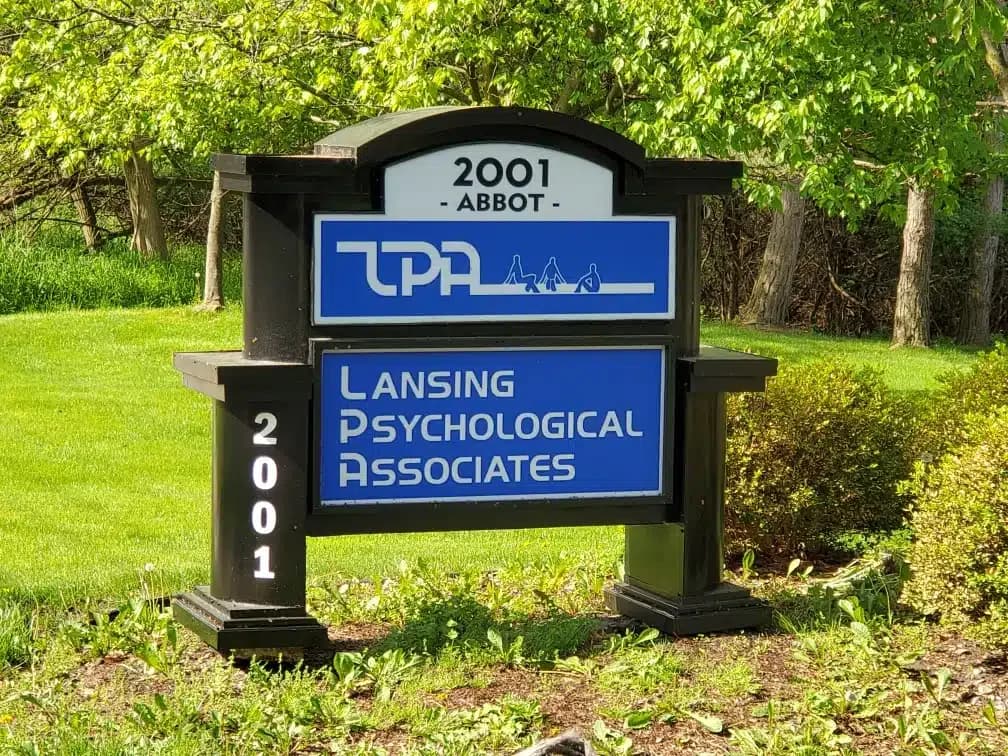 2001
- ABBOT -
LPA
LANSING
PSYCHOLOGICAL
ASSOCIATES
2001